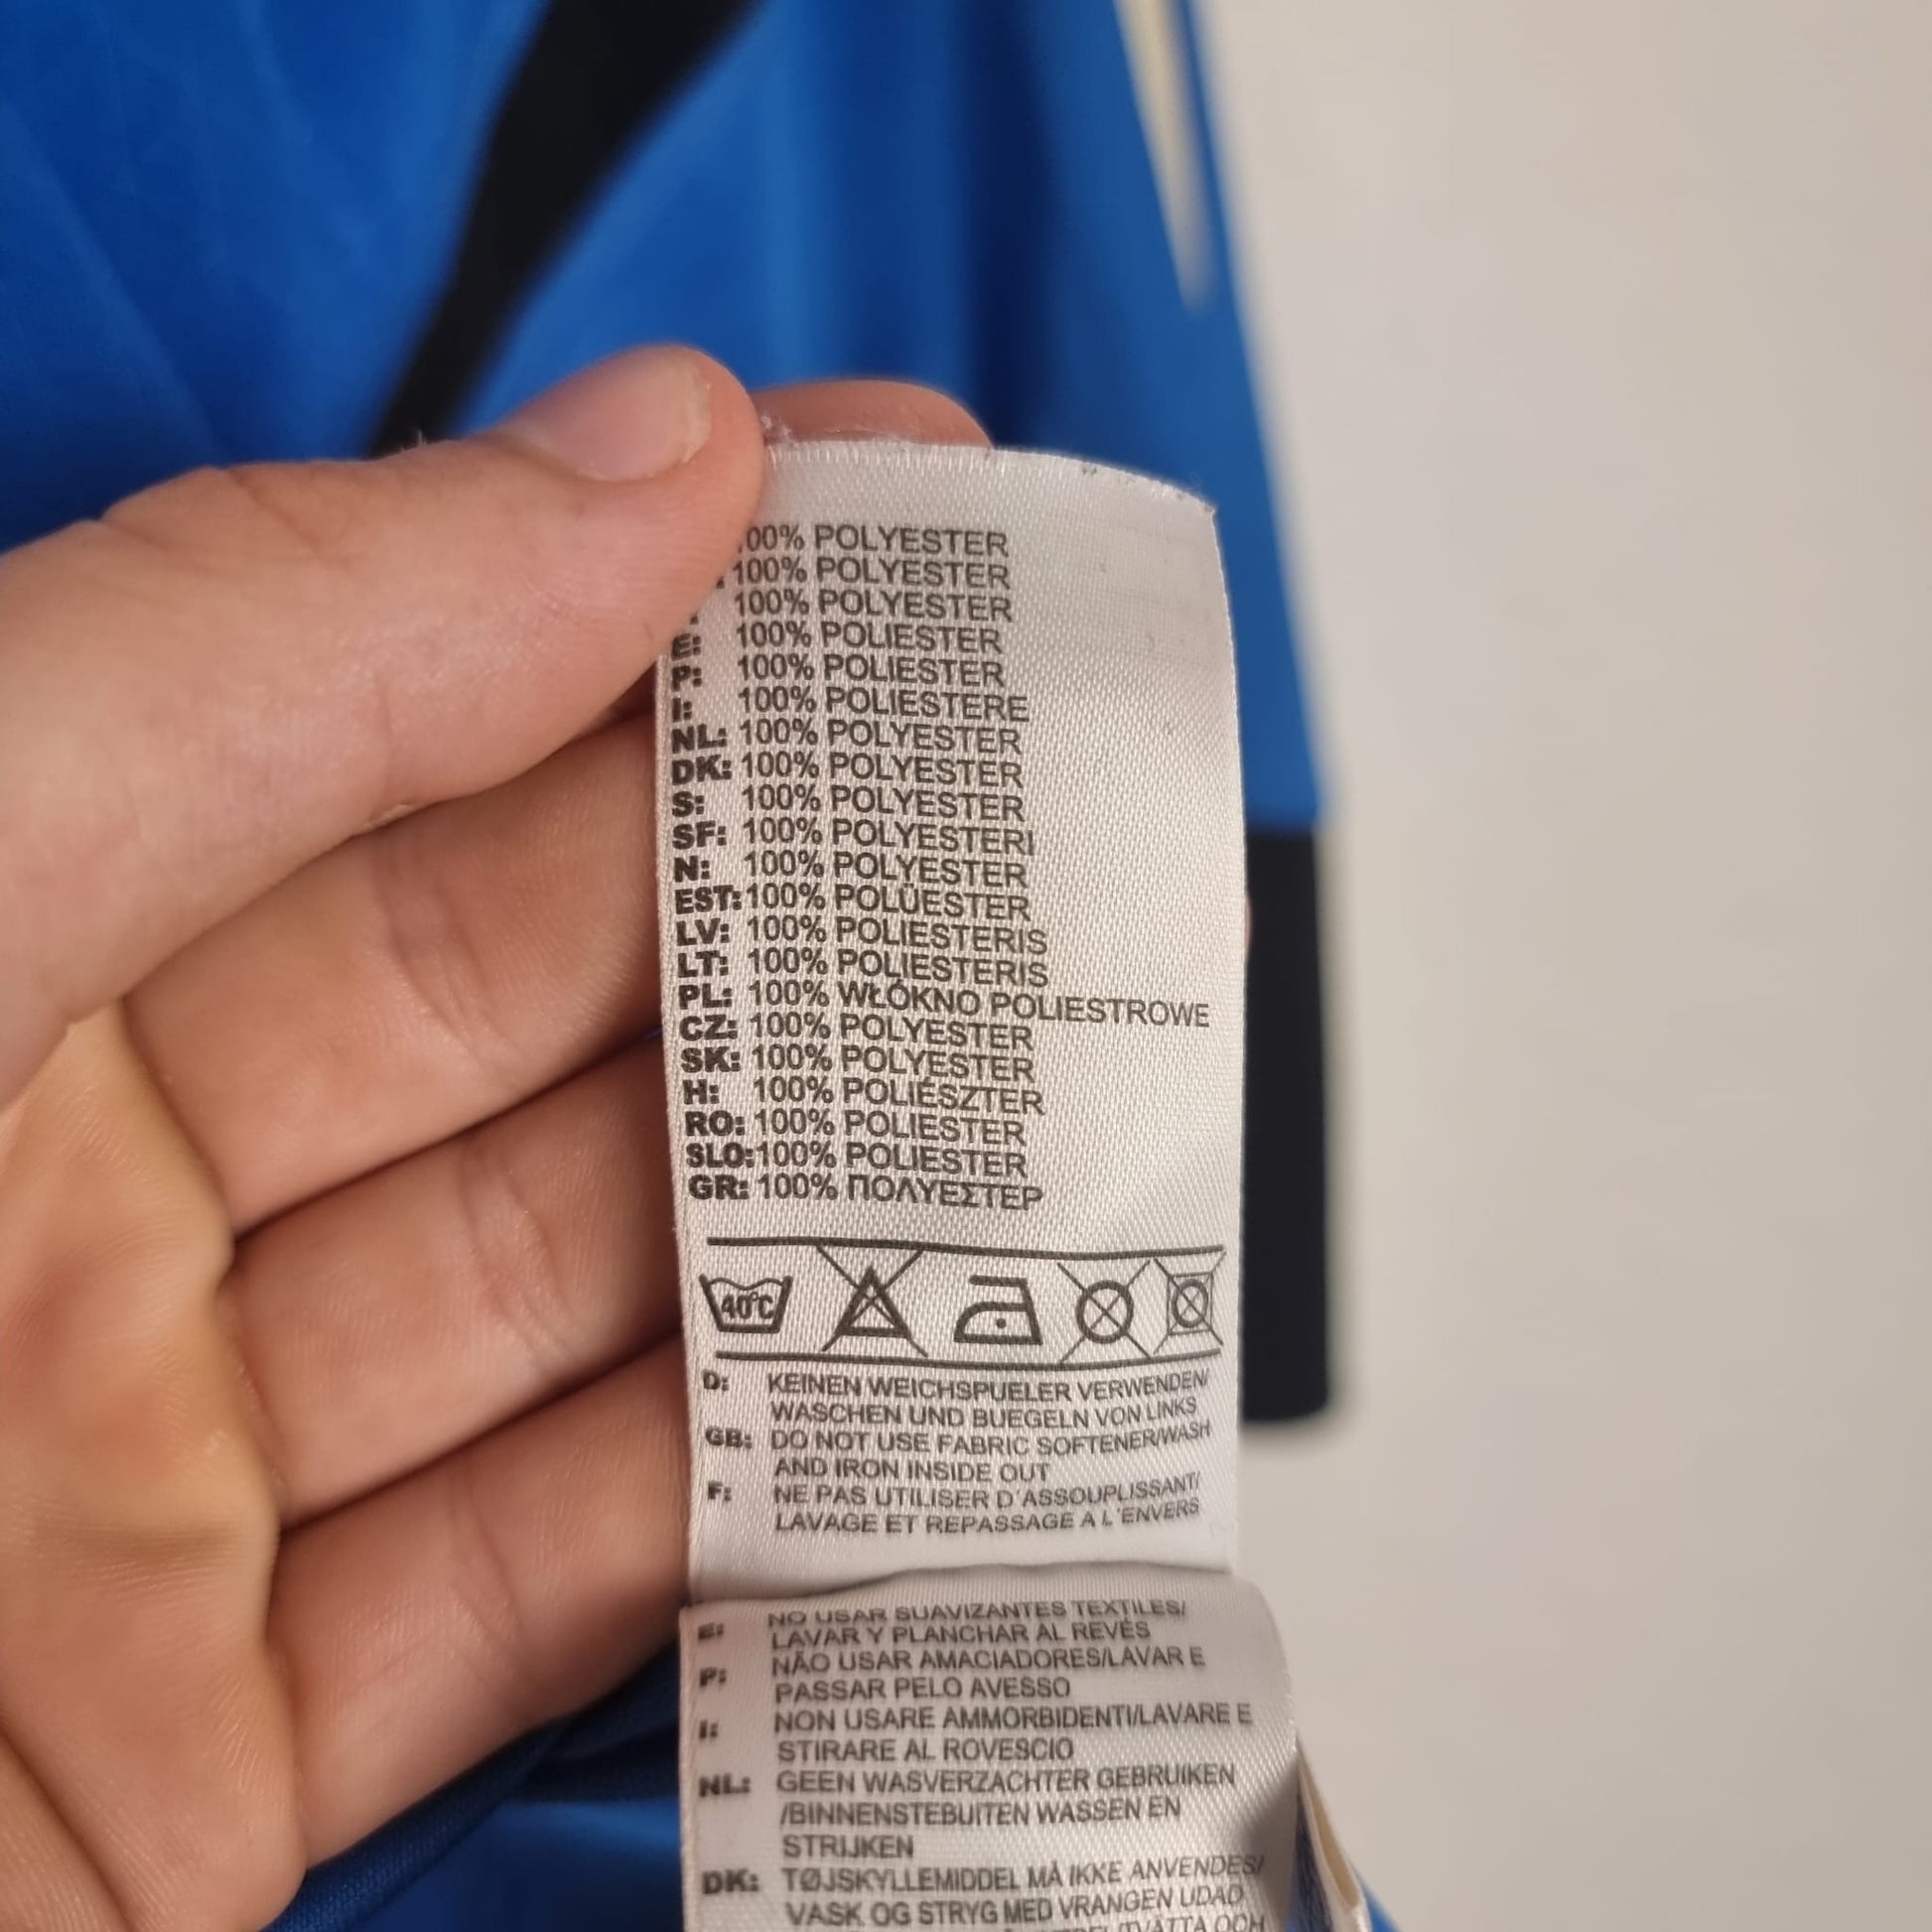 100% POLYESTER
100% POLYESTER
100% POLYESTER
E: 100% POLIESTER
P: 100% POLIESTER
I: 100% POLIESTERE
NL: 100% POLYESTER
DK: 100% POLYESTER
S: 100% POLYESTER
SF: 100% POLYESTERI
N: 100% POLYESTER
EST: 100% POLÜESTER
LV: 100% POLIESTERIS
LT: 100% POLIESTERIS
PL: 100% WŁÓKNO POLIESTROWE
CZ: 100% POLYESTER
SK: 100% POLYESTER
H: 100% POLIÉSZTER
RO: 100% POLIESTER
SLO: 100% POLIESTER
GR: 100% ΠΟΛΥΕΣΤΕΡ
40°C
D: KEINEN WEICHSPUELER VERWENDEN/
WASCHEN UND BUEGELN VON LINKS
GB: DO NOT USE FABRIC SOFTENER/WASH
AND IRON INSIDE OUT
F: NE PAS UTILISER D'ASSOUPLISSANT/
LAVAGE ET REPASSAGE A L'ENVERS
E: NO USAR SUAVIZANTES TEXTILES/
LAVAR Y PLANCHAR AL REVÉS
P: NÃO USAR AMACIADORES/LAVAR E
PASSAR PELO AVESSO
I: NON USARE AMMORBIDENTI/LAVARE E
STIRARE AL ROVESCIO
NL: GEEN WASVERZACHTER GEBRUIKEN
/BINNENSTEBUITEN WASSEN EN
STRIJKEN
DK: TØJSKYLLEMIDDEL MÅ IKKE ANVENDES/
VASK OG STRYG MED VRANGEN UDAD
OCH